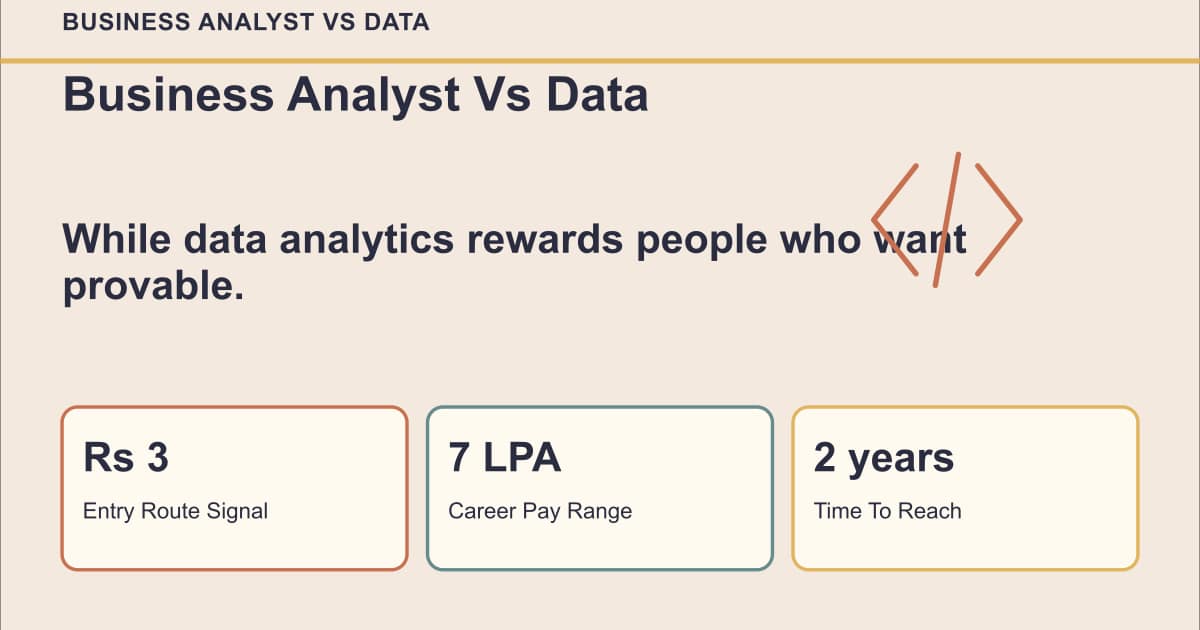 BUSINESS ANALYST VS DATA
Business Analyst Vs Data
While data analytics rewards people who want
provable.
Rs 3
Entry Route Signal
7 LPA
Career Pay Range
2 years
Time To Reach